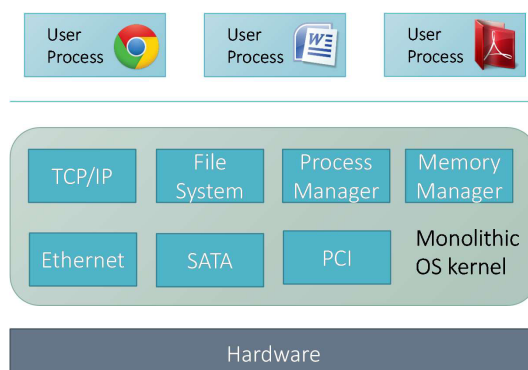 User
Process
User
Process
W
User
Process
TCP/IP
File
System
Process
Manager
Memory
Manager
Ethernet
SATA
PCI
Monolithic
OS kernel
Hardware